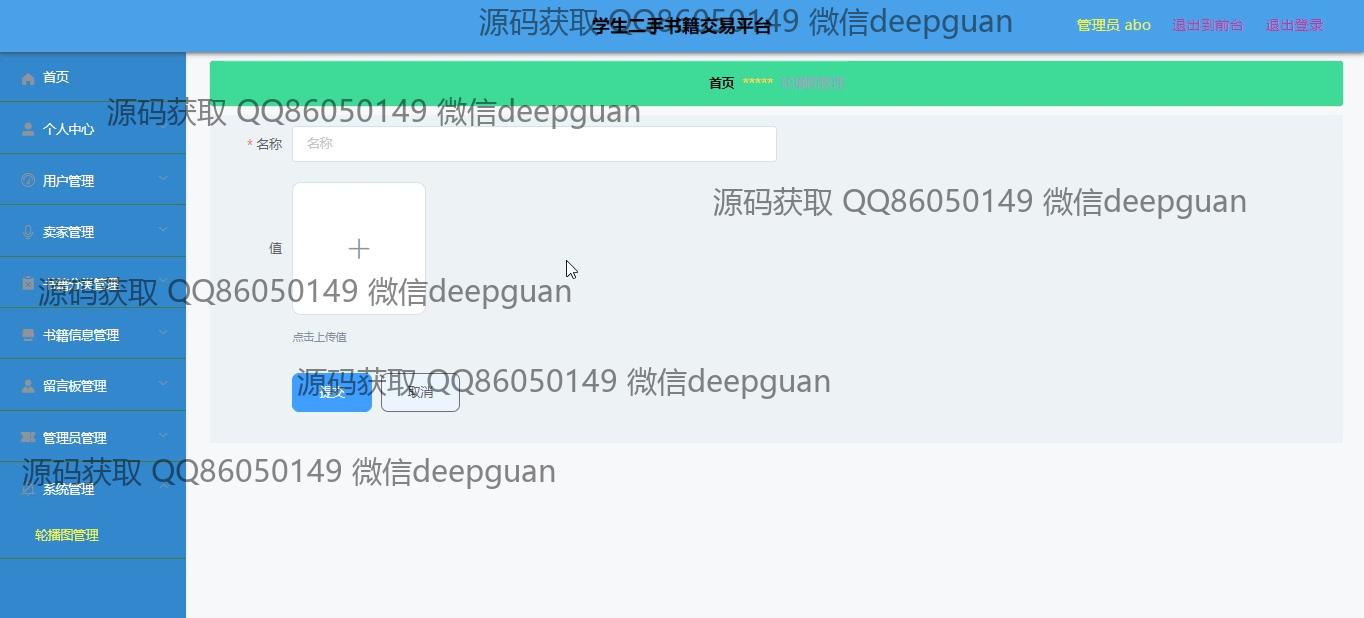 学生二手书籍交易平台
源码获取 QQ86050149 微信deepguan
管理员 abo
退出到前台
退出登录
首页
首页 ***** 轮播图管理
源码获取 QQ86050149 微信deepguan
个人中心
* 名称
名称
用户管理
源码获取 QQ86050149 微信deepguan
卖家管理
值
书籍分类管理
源码获取 QQ86050149 微信deepguan
书籍信息管理
点击上传值
留言板管理
源码获取 QQ86050149 微信deepguan
提交
取消
管理员管理
源码获取 QQ86050149 微信deepguan
系统管理
轮播图管理